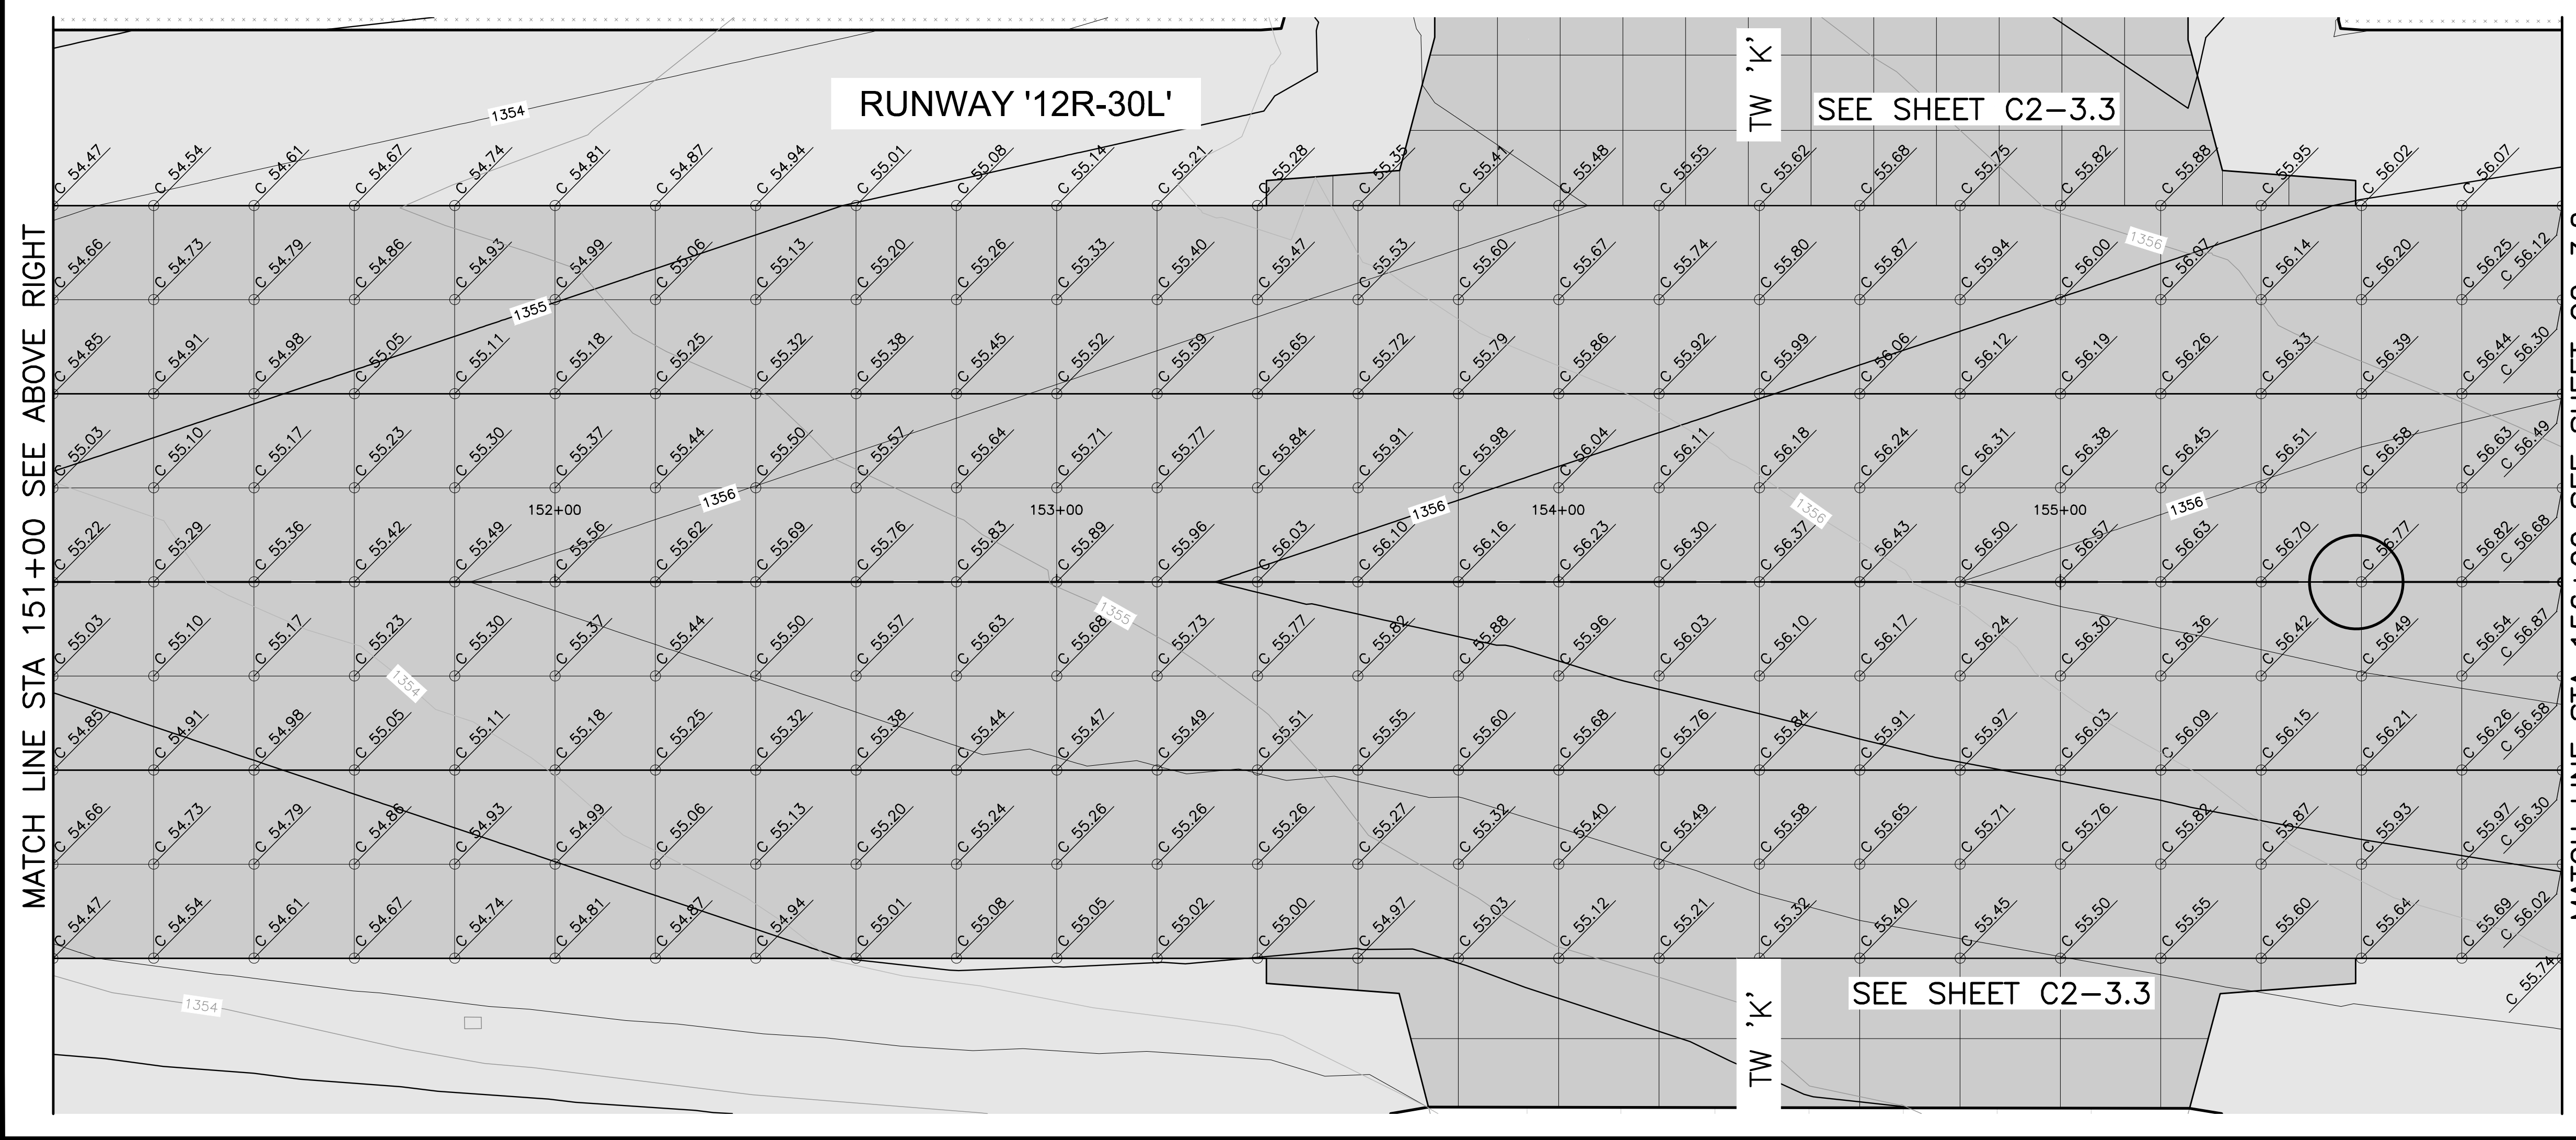 TW 'K'
RUNWAY '12R-30L'
SEE SHEET C2-3.3
1354
C 54.47 C 54.54 C 54.61 C 54.67 C 54.74 C 54.81 C 54.87 C 54.94 C 55.01 C 55.08 C 55.14 C 55.21 C 55.28 C 55.35 C 55.41 C 55.48 C 55.55 C 55.62 C 55.68 C 55.75 C 55.82 C 55.88 C 55.95 C 56.02 C 56.07
1356
C 54.66 C 54.73 C 54.79 C 54.86 C 54.93 C 54.99 C 55.06 C 55.13 C 55.20 C 55.26 C 55.33 C 55.40 C 55.47 C 55.53 C 55.60 C 55.67 C 55.74 C 55.80 C 55.87 C 55.94 C 56.00 C 56.07 C 56.14 C 56.20 C 56.25 C 56.12
1355
C 54.85 C 54.91 C 54.98 C 55.05 C 55.11 C 55.18 C 55.25 C 55.32 C 55.38 C 55.45 C 55.52 C 55.59 C 55.65 C 55.72 C 55.79 C 55.86 C 55.92 C 55.99 C 56.06 C 56.12 C 56.19 C 56.26 C 56.33 C 56.39 C 56.44 C 56.30
C 55.03 C 55.10 C 55.17 C 55.23 C 55.30 C 55.37 C 55.44 C 55.50 C 55.57 C 55.64 C 55.71 C 55.77 C 55.84 C 55.91 C 55.98 C 56.04 C 56.11 C 56.18 C 56.24 C 56.31 C 56.38 C 56.45 C 56.51 C 56.58 C 56.63 C 56.49
1356 1356 1356 1356
152+00 153+00 154+00 155+00
C 55.22 C 55.29 C 55.36 C 55.42 C 55.49 C 55.56 C 55.62 C 55.69 C 55.76 C 55.83 C 55.89 C 55.96 C 56.03 C 56.10 C 56.16 C 56.23 C 56.30 C 56.37 C 56.43 C 56.50 C 56.57 C 56.63 C 56.70 C 56.77 C 56.82 C 56.68
1355
C 55.03 C 55.10 C 55.17 C 55.23 C 55.30 C 55.37 C 55.44 C 55.50 C 55.57 C 55.63 C 55.68 C 55.73 C 55.77 C 55.82 C 55.88 C 55.96 C 56.03 C 56.10 C 56.17 C 56.24 C 56.30 C 56.36 C 56.42 C 56.49 C 56.54 C 56.87
1354
C 54.85 C 54.91 C 54.98 C 55.05 C 55.11 C 55.18 C 55.25 C 55.32 C 55.38 C 55.44 C 55.47 C 55.49 C 55.51 C 55.55 C 55.60 C 55.68 C 55.76 C 55.84 C 55.91 C 55.97 C 56.03 C 56.09 C 56.15 C 56.21 C 56.26 C 56.58
C 54.66 C 54.73 C 54.79 C 54.86 C 54.93 C 54.99 C 55.06 C 55.13 C 55.20 C 55.24 C 55.26 C 55.26 C 55.26 C 55.27 C 55.32 C 55.40 C 55.49 C 55.58 C 55.65 C 55.71 C 55.76 C 55.82 C 55.87 C 55.93 C 55.97 C 56.30
C 54.47 C 54.54 C 54.61 C 54.67 C 54.74 C 54.81 C 54.87 C 54.94 C 55.01 C 55.08 C 55.05 C 55.02 C 55.00 C 54.97 C 55.03 C 55.12 C 55.21 C 55.32 C 55.40 C 55.45 C 55.50 C 55.55 C 55.60 C 55.64 C 55.69 C 56.02
C 55.74
1354
SEE SHEET C2-3.3
TW 'K'
MATCH LINE STA 151+00 SEE ABOVE RIGHT